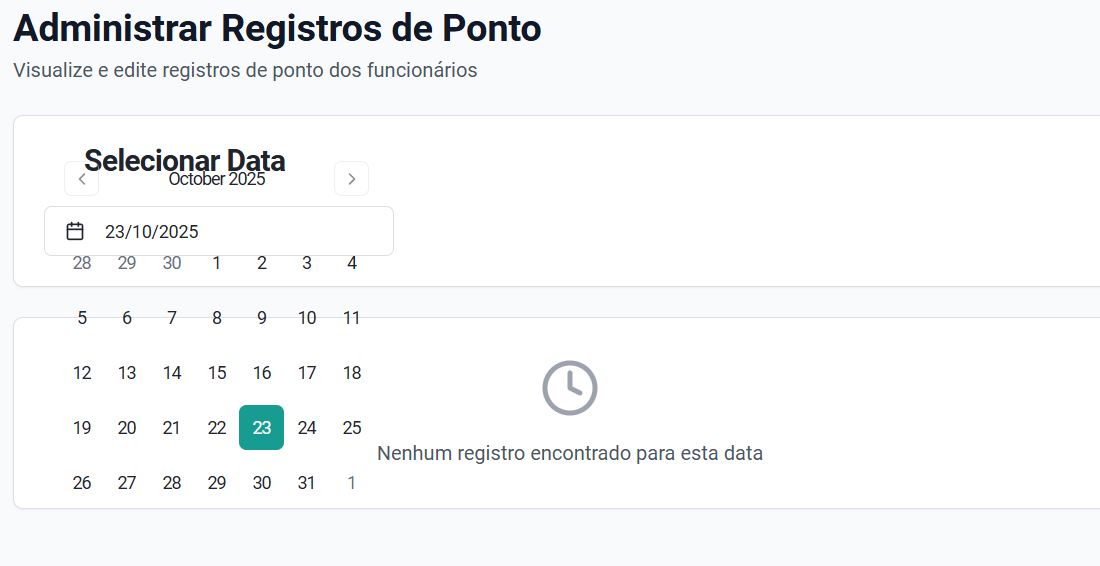 Administrar Registros de Ponto
Visualize e edite registros de ponto dos funcionários
Selecionar Data
October 2025
23/10/2025
28 29 30 1 2 3 4
5 6 7 8 9 10 11
12 13 14 15 16 17 18
19 20 21 22 23 24 25
Nenhum registro encontrado para esta data
26 27 28 29 30 31 1